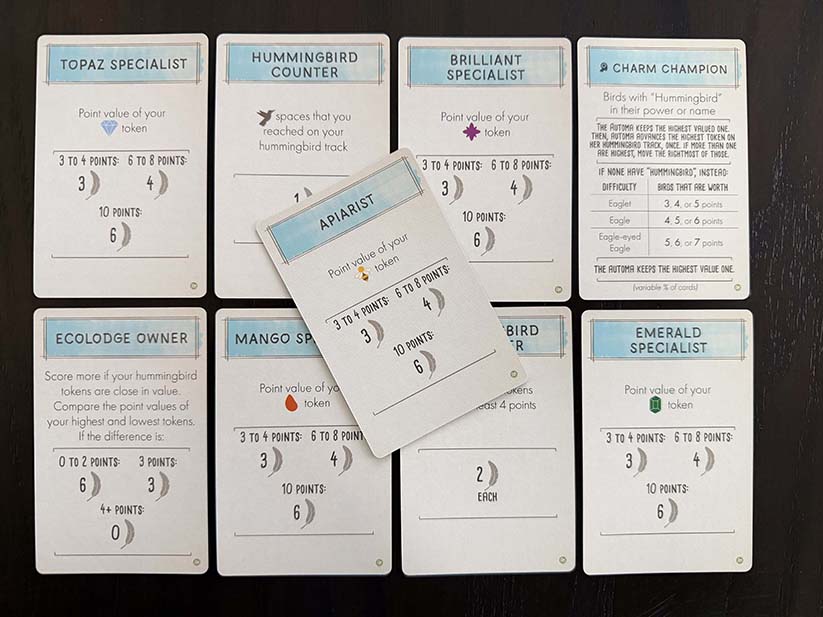 TOPAZ SPECIALIST
Point value of your
token
3 TO 4 POINTS: 6 TO 8 POINTS:
3 4
10 POINTS:
6
HUMMINGBIRD
COUNTER
spaces that you
reached on your
hummingbird track
1
BRILLIANT
SPECIALIST
Point value of your
token
3 TO 4 POINTS: 6 TO 8 POINTS:
3 4
10 POINTS:
6
CHARM CHAMPION
Birds with "Hummingbird"
in their power or name
THE AUTOMA KEEPS THE HIGHEST VALUED ONE.
THEN, AUTOMA ADVANCES THE HIGHEST TOKEN ON
HER HUMMINGBIRD TRACK, ONCE. IF MORE THAN ONE
ARE HIGHEST, MOVE THE RIGHTMOST OF THOSE.
IF NONE HAVE "HUMMINGBIRD", INSTEAD:
DIFFICULTY BIRDS THAT ARE WORTH
Eaglet 3, 4, or 5 points
Eagle 4, 5, or 6 points
Eagle-eyed
Eagle 5, 6, or 7 points
THE AUTOMA KEEPS THE HIGHEST VALUE ONE.
(variable % of cards)
APIARIST
Point value of your
token
3 TO 4 POINTS: 6 TO 8 POINTS:
3 4
10 POINTS:
6
ECOLODGE OWNER
Score more if your hummingbird
tokens are close in value.
Compare the point values of
your highest and lowest tokens.
If the difference is:
0 TO 2 POINTS: 3 POINTS:
6 3
4+ POINTS:
0
MANGO SP
Point value of yo
token
3 TO 4 POINTS: 6 TO 8 POINT
3 4
10 POINTS:
6
BIRD
ER
okens
east 4 points
2
EACH
EMERALD
SPECIALIST
Point value of your
token
3 TO 4 POINTS: 6 TO 8 POINTS:
3 4
10 POINTS:
6